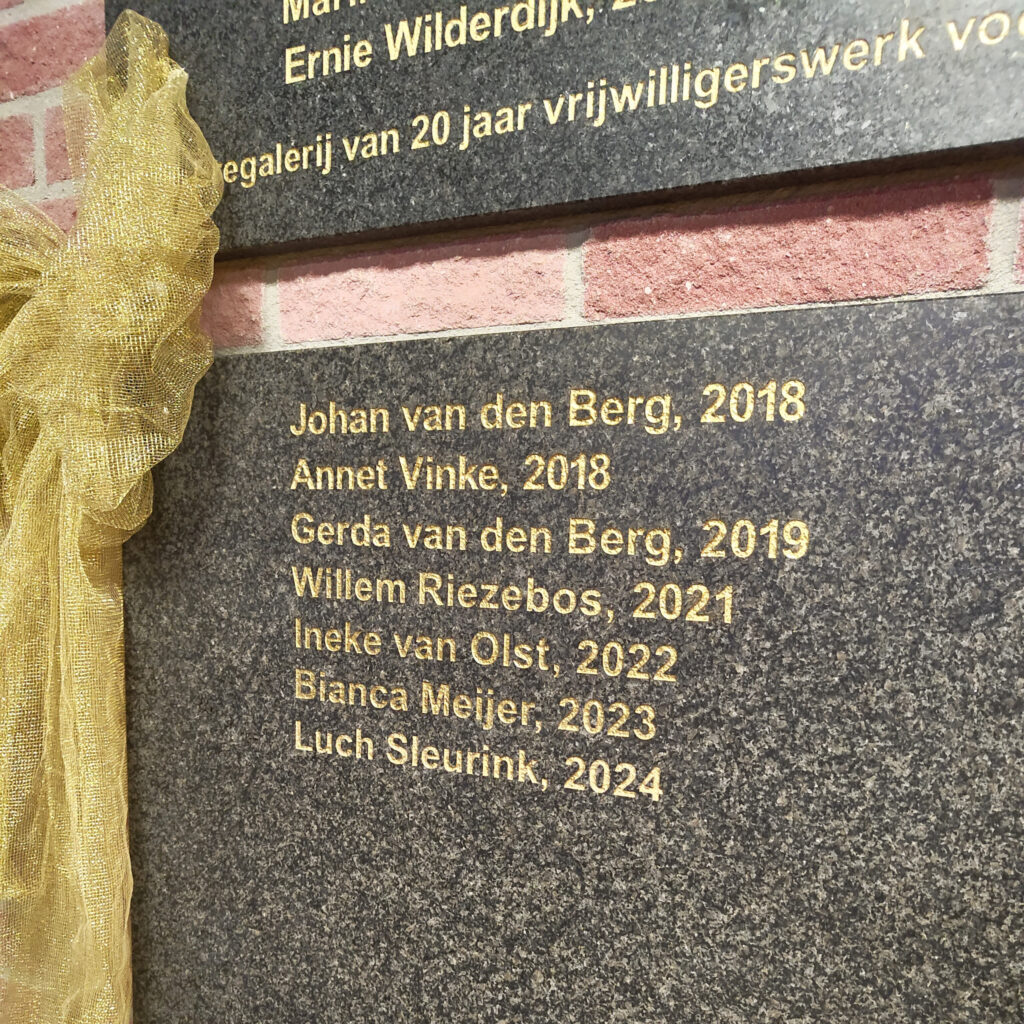 Ernie Wilderdijk,
van 20 jaar vrijwilligerswerk
Johan van den Berg, 2018
Annet Vinke, 2018
Gerda van den Berg, 2019
Willem Riezebos, 2021
Ineke van Olst, 2022
Bianca Meijer, 2023
Luch Sleurink, 2024